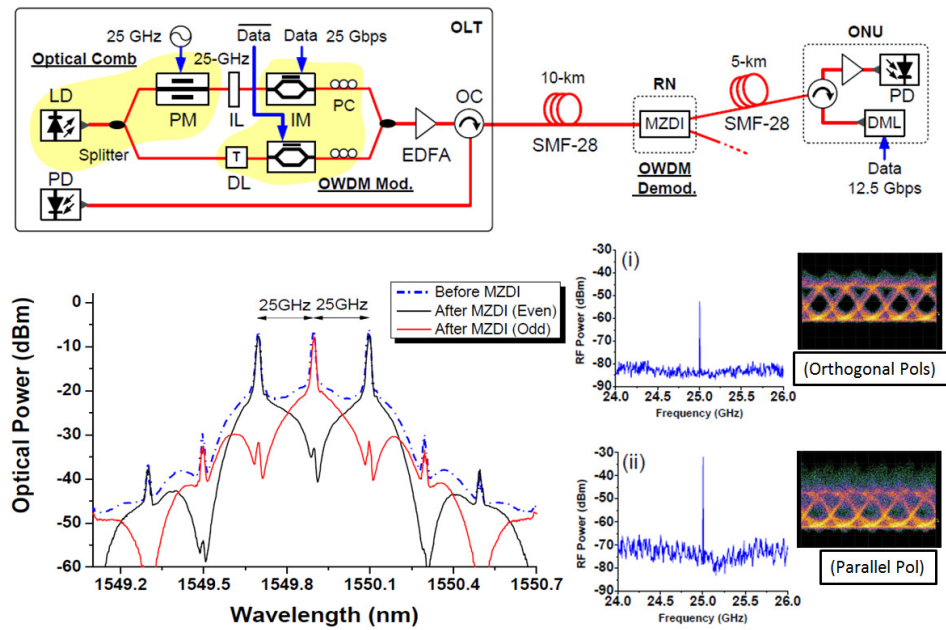 OLT
25 GHz
Data
Data 25 Gbps
Optical Comb
25-GHz
LD
PM
IL
IM
PC
Splitter
T
DL
OWDM Mod.
EDFA
OC
PD
10-km
SMF-28
RN
MZDI
OWDM
Demod.
5-km
SMF-28
ONU
PD
DML
Data
12.5 Gbps
25GHz 25GHz
Before MZDI
After MZDI (Even)
After MZDI (Odd)
Optical Power (dBm)
0
-10
-20
-30
-40
-50
-60
1549.2 1549.5 1549.8 1550.1 1550.4 1550.7
Wavelength (nm)
(i)
RF Power (dBm)
-30
-40
-50
-60
-70
-80
-90
24.0 24.5 25.0 25.5 26.0
Frequency (GHz)
(Orthogonal Pols)
(ii)
RF Power (dBm)
-30
-40
-50
-60
-70
-80
-90
24.0 24.5 25.0 25.5 26.0
Frequency (GHz)
(Parallel Pol)